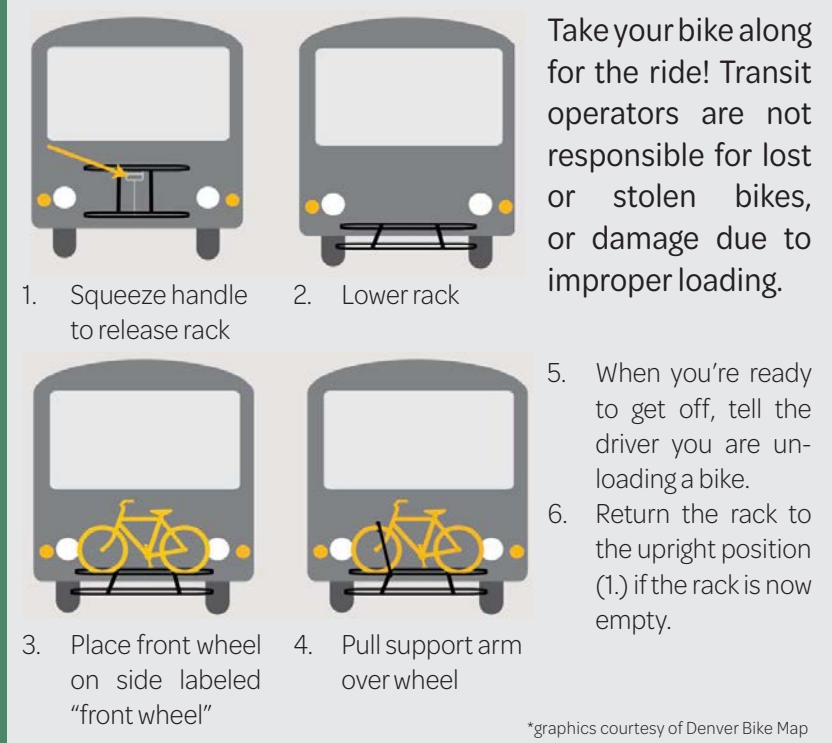 Take your bike along
for the ride! Transit
operators are not
responsible for lost
or stolen bikes,
or damage due to
improper loading.
1. Squeeze handle
to release rack
2. Lower rack
3. Place front wheel
on side labeled
“front wheel”
4. Pull support arm
over wheel
5. When you’re ready
to get off, tell the
driver you are un-
loading a bike.
6. Return the rack to
the upright position
(1.) if the rack is now
empty.
*graphics courtesy of Denver Bike Map